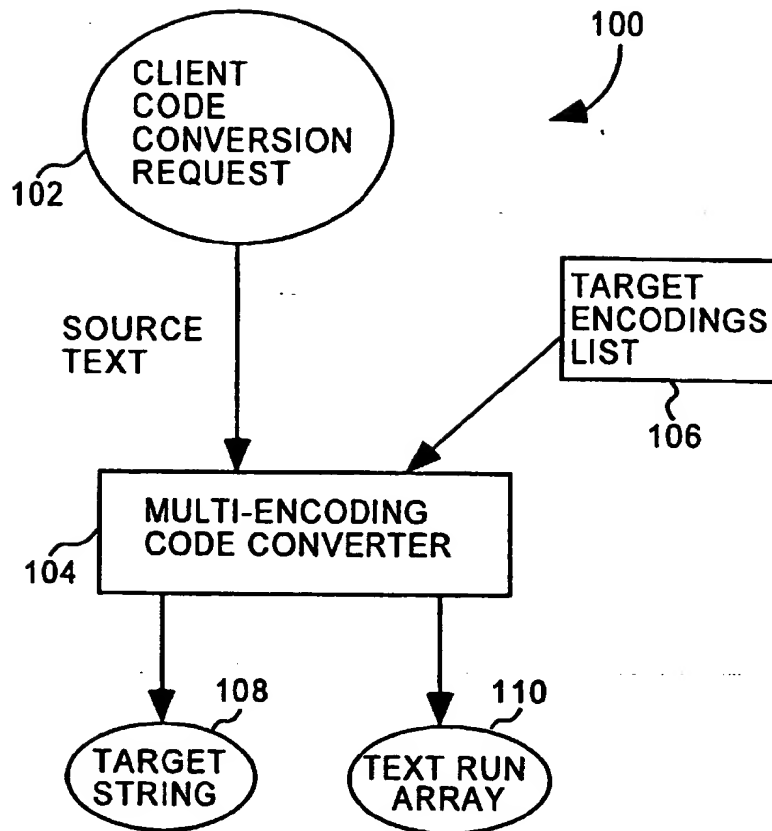 100
CLIENT
CODE
CONVERSION
REQUEST
102
SOURCE
TEXT
TARGET
ENCODINGS
LIST
106
MULTI-ENCODING
CODE CONVERTER
104
108
110
TARGET
STRING
TEXT RUN
ARRAY